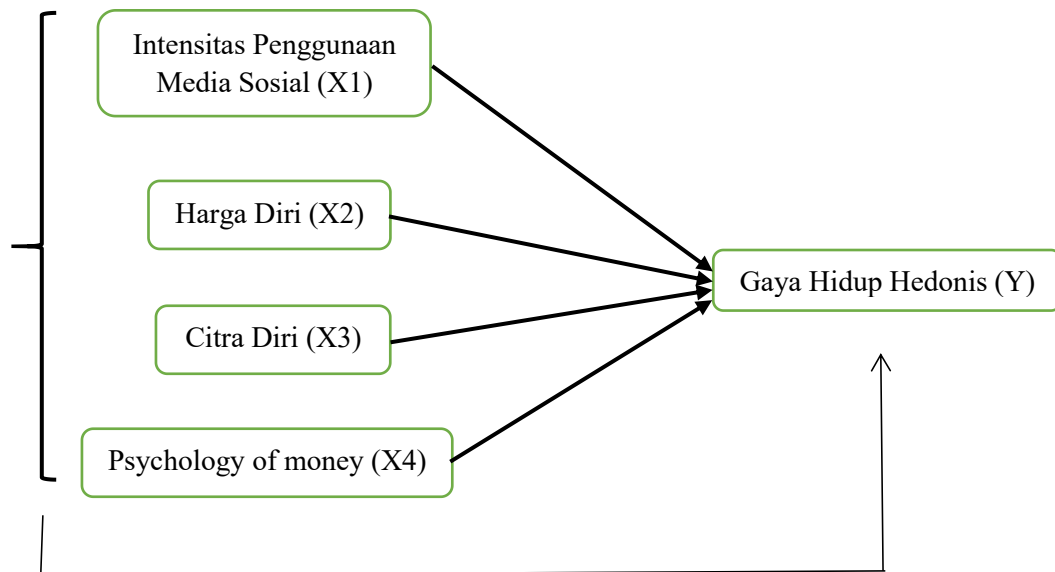 Intensitas Penggunaan
Media Sosial (X1)
Harga Diri (X2)
Gaya Hidup Hedonis (Y)
Citra Diri (X3)
Psychology of money (X4)